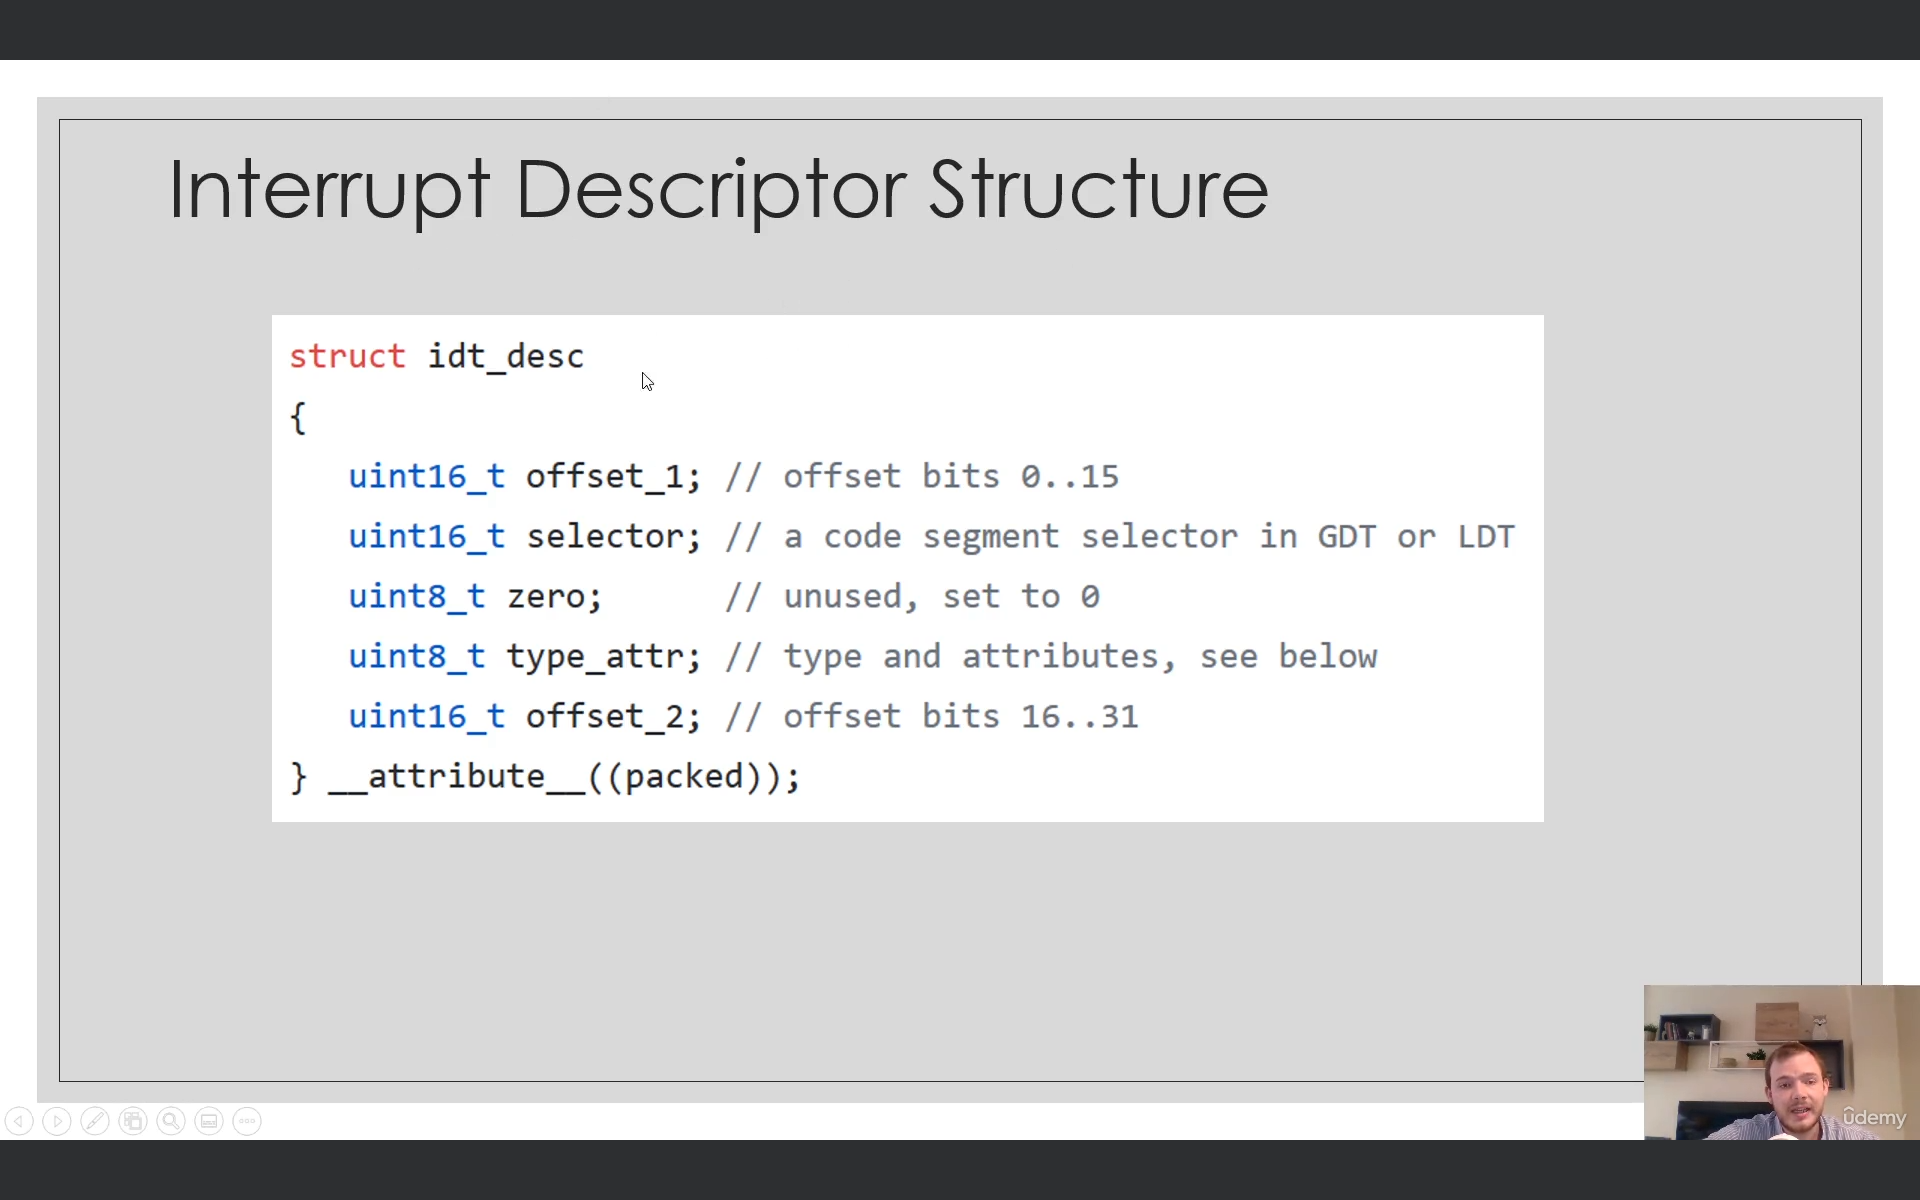 Interrupt Descriptor Structure
struct idt_desc
{
uint16_t offset_1; // offset bits 0..15
uint16_t selector; // a code segment selector in GDT or LDT
uint8_t zero; // unused, set to 0
uint8_t type_attr; // type and attributes, see below
uint16_t offset_2; // offset bits 16..31
} __attribute__((packed));
ûdemy